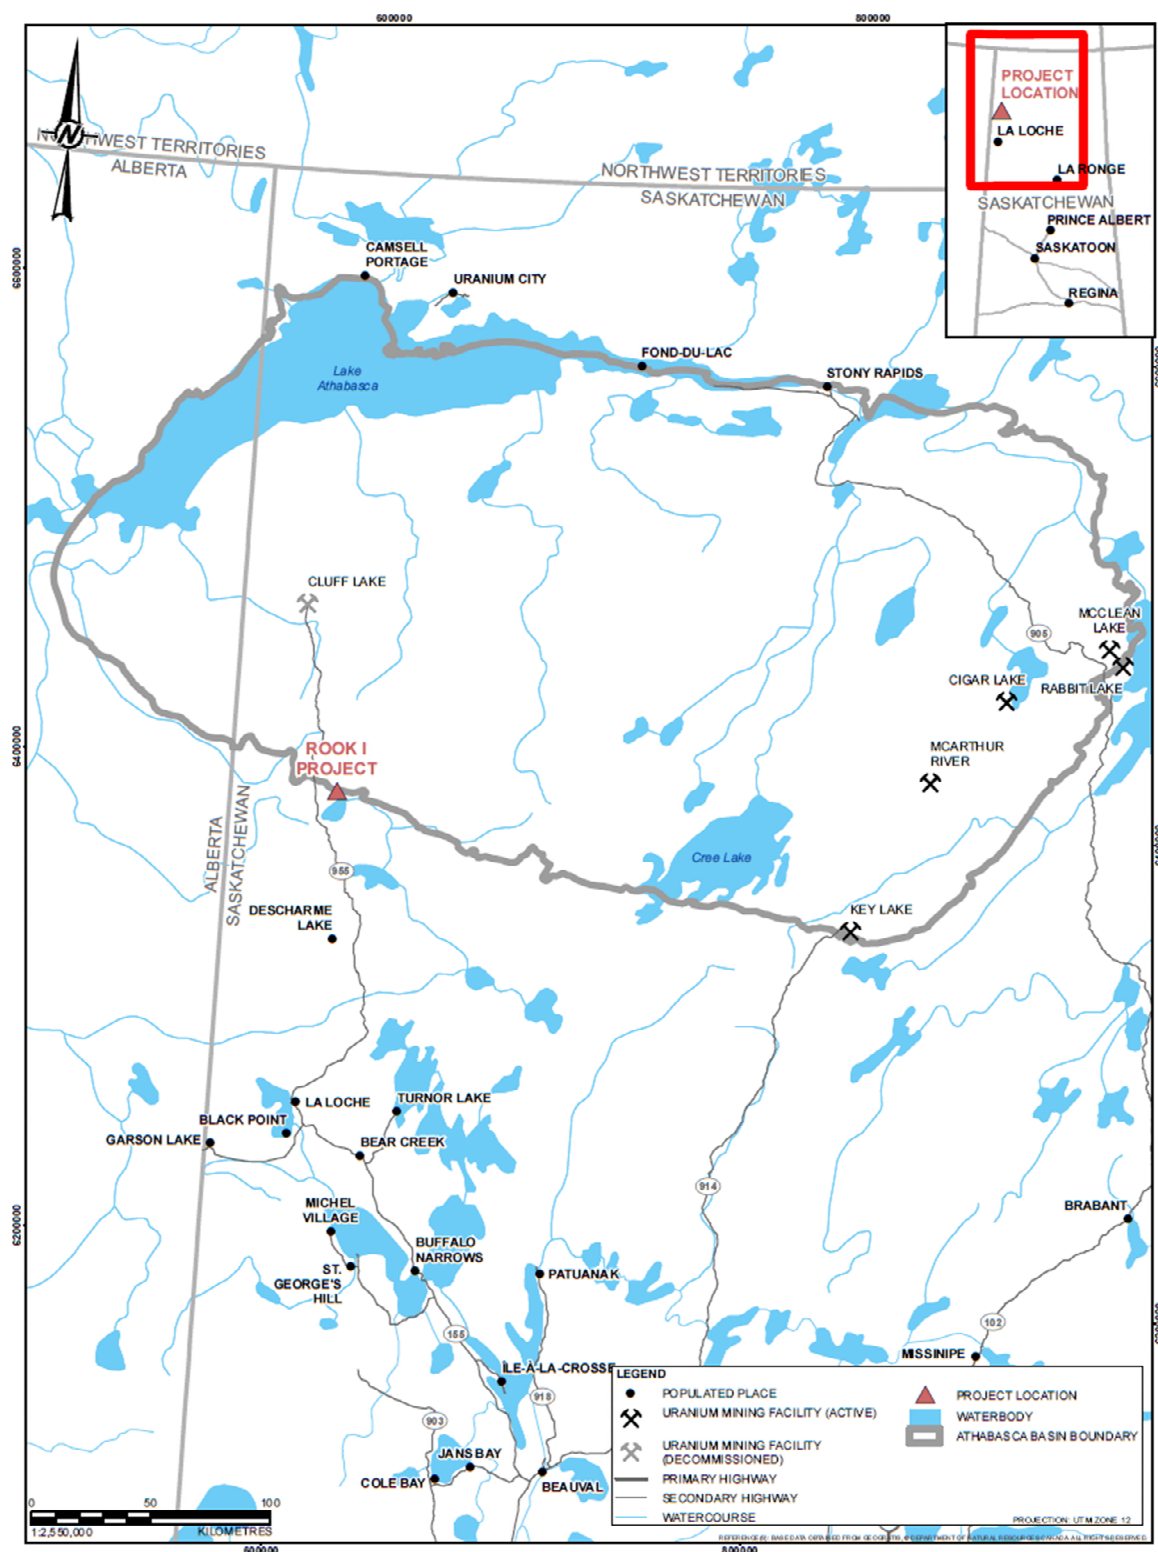 600000
800000
N
NORTHWEST TERRITORIES
ALBERTA
NORTHWEST TERRITORIES
SASKATCHEWAN
PROJECT
LOCATION
LA LOCHE
LA RONGE
SASKATCHEWAN
PRINCE ALBERT
SASKATOON
REGINA
6600000
CAMSELL
PORTAGE
URANIUM CITY
FOND-DU-LAC
STONY RAPIDS
Lake
Athabasca
CLUFF LAKE
905
MCCLEAN
LAKE
CIGAR LAKE
RABBIT LAKE
MCARTHUR
RIVER
6400000
ROOK I
PROJECT
ALBERTA
SASKATCHEWAN
Cree Lake
955
KEY LAKE
DESCHARME
LAKE
LA LOCHE
TURNOR LAKE
BLACK POINT
GARSON LAKE
BEAR CREEK
914
MICHEL
VILLAGE
BRABANT
6200000
BUFFALO
NARROWS
ST.
GEORGE'S
HILL
PATUANAK
155
102
MISSINIPE
ÎLE-À-LA-CROSSE
918
903
JANS BAY
COLE BAY
BEAUVAL
LEGEND
POPULATED PLACE
URANIUM MINING FACILITY (ACTIVE)
URANIUM MINING FACILITY
(DECOMMISSIONED)
PRIMARY HIGHWAY
SECONDARY HIGHWAY
WATERCOURSE
PROJECT LOCATION
WATERBODY
ATHABASCA BASIN BOUNDARY
PROJECTION: UTM ZONE 12
0 50 100
1:2,550,000
KILOMETRES
600000
800000